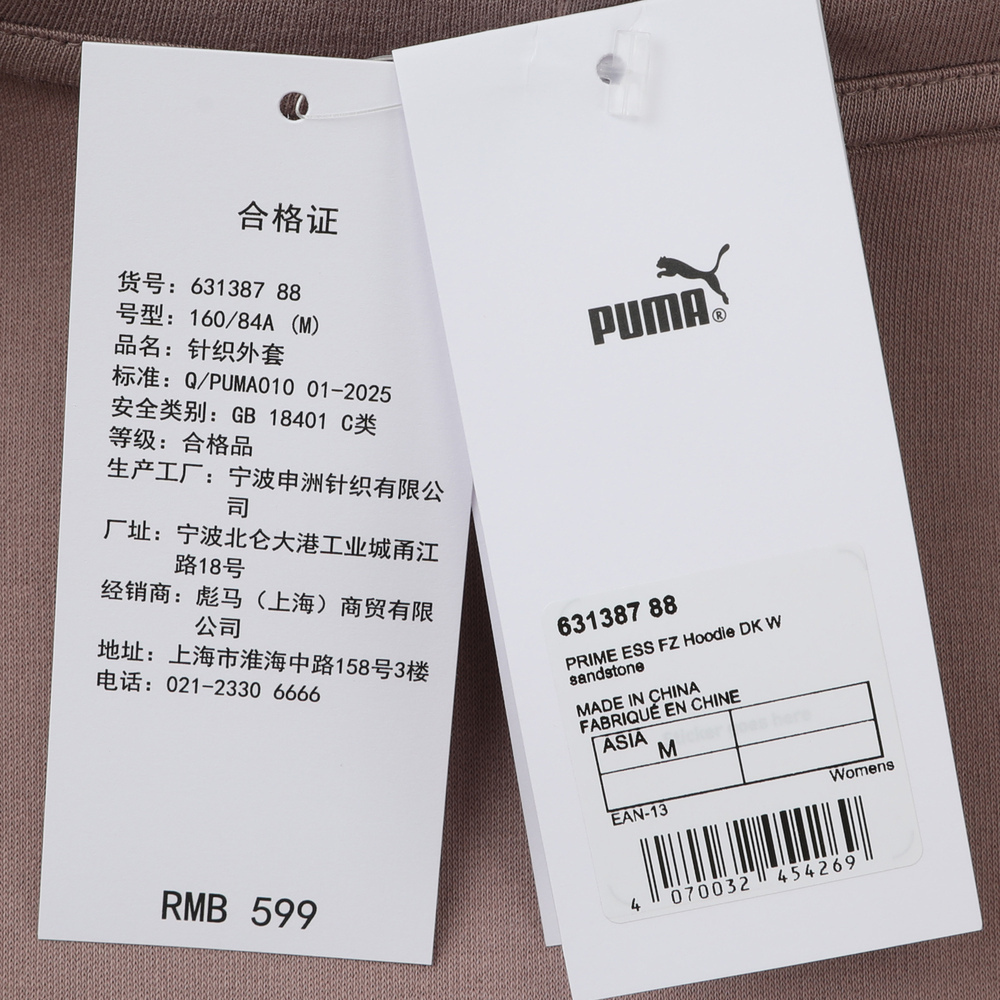 合格证
货号：631387 88
号型：160/84A (M)
品名：针织外套
标准：Q/PUMA010 01-2025
安全类别：GB 18401 C类
等级：合格品
生产工厂：宁波申洲针织有限公
司
厂址：宁波北仑大港工业城甬江
路18号
经销商：彪马（上海）商贸有限
公司
地址：上海市淮海中路158号3楼
电话：021-2330 6666
RMB 599
PUMA®
631387 88
PRIME ESS FZ Hoodie DK W
sandstone
MADE IN CHINA
FABRIQUÉ EN CHINE
ASIA M
Womens
EAN-13
4 070032 454269